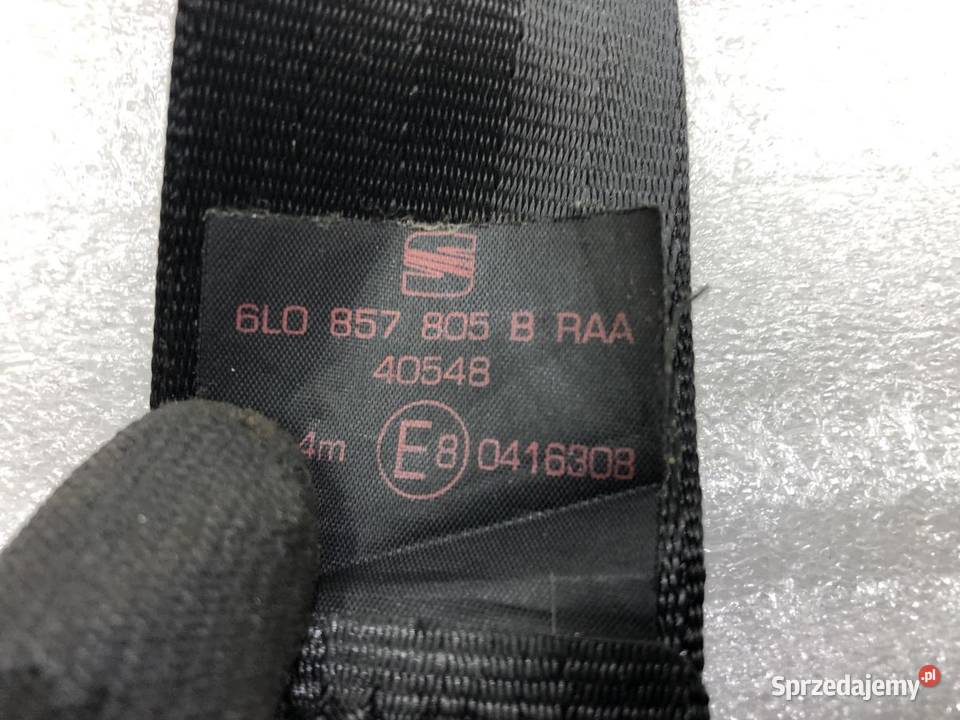 6L0 857 805 B RAA
40548
4m E8 0416308
Sprzedajemy.pl